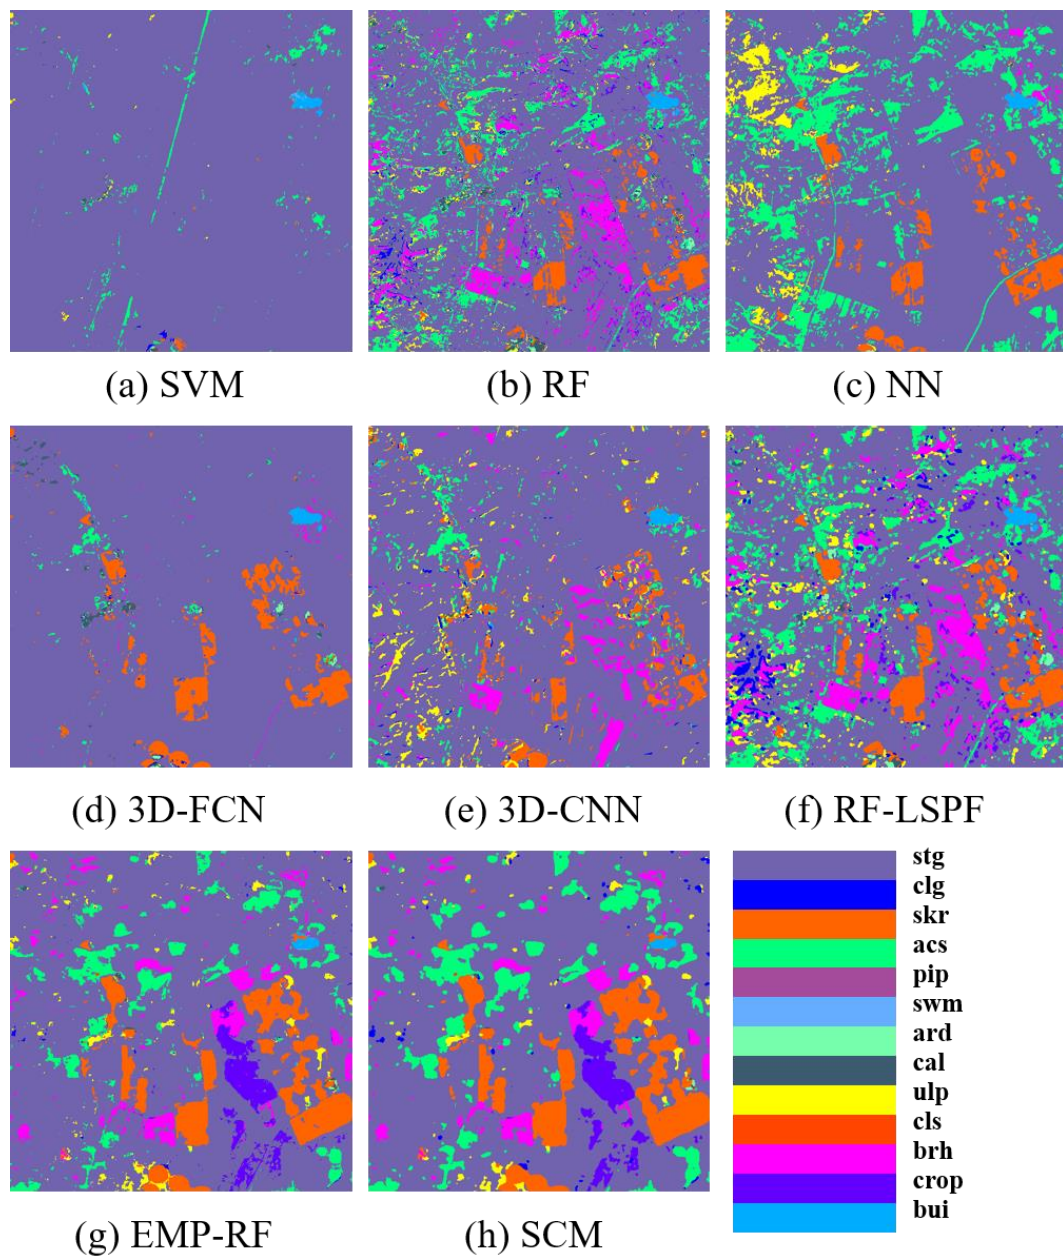 (a) SVM
(b) RF
(c) NN
(d) 3D-FCN
(e) 3D-CNN
(f) RF-LSPF
stg
clg
skr
acs
pip
swm
ard
cal
ulp
cls
brh
crop
bui
(g) EMP-RF
(h) SCM